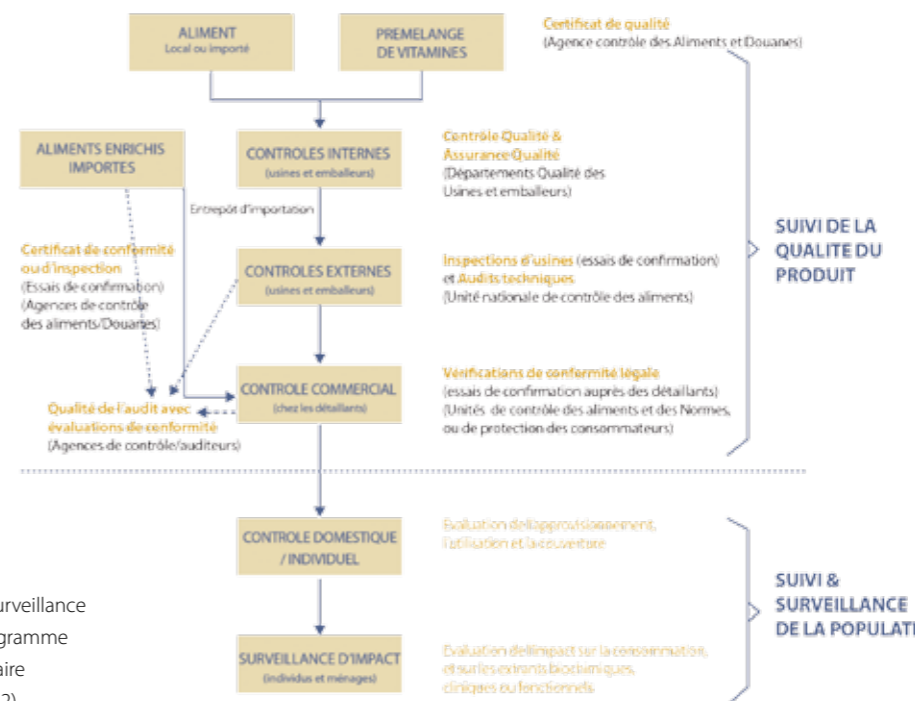 ALIMENT
Local ou importé
PREMELANGE
DE VITAMINES
Certificat de qualité
(Agence contrôle des Aliments et Douanes)
ALIMENTS ENRICHIS
IMPORTES
CONTROLES INTERNES
(usines et emballeurs)
Contrôle Qualité &
Assurance Qualité
(Départements Qualité des
Usines et emballeurs)
Entrepôt d'importation
Certificat de conformité
ou d'inspection
(Essais de confirmation)
(Agences de contrôle
des aliments/Douanes)
CONTROLES EXTERNES
(usines et emballeurs)
Inspections d'usines (essais de confirmation)
et Audits techniques
(Unité nationale de contrôle des aliments)
SUIVI DE LA
QUALITE DU
PRODUIT
CONTROLE COMMERCIAL
(chez les détaillants)
Vérifications de conformité légale
(essais de confirmation auprès des détaillants)
(Unités de contrôle des aliments et des Normes,
ou de protection des consommateurs)
Qualité de l'audit avec
évaluations de conformité
(Agences de contrôle/auditeurs)
CONTROLE DOMESTIQUE
/ INDIVIDUEL
Evaluation de l'approvisionnement,
l'utilisation et la couverture
SUIVI &
SURVEILLANCE
DE LA POPULATI
urveillance
gramme
aire
2)
SURVEILLANCE D'IMPACT
(individus et ménages)
Evaluation de l'impact sur la consommation,
et sur les extrants biochimiques,
cliniques ou fonctionnels